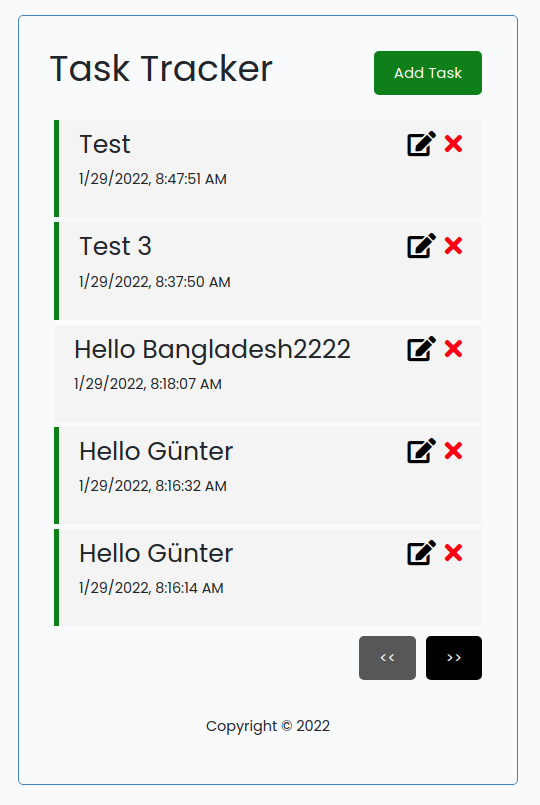 Task Tracker
Add Task
Test
1/29/2022, 8:47:51 AM
Test 3
1/29/2022, 8:37:50 AM
Hello Bangladesh2222
1/29/2022, 8:18:07 AM
Hello Günter
1/29/2022, 8:16:32 AM
Hello Günter
1/29/2022, 8:16:14 AM
<< >>
Copyright © 2022